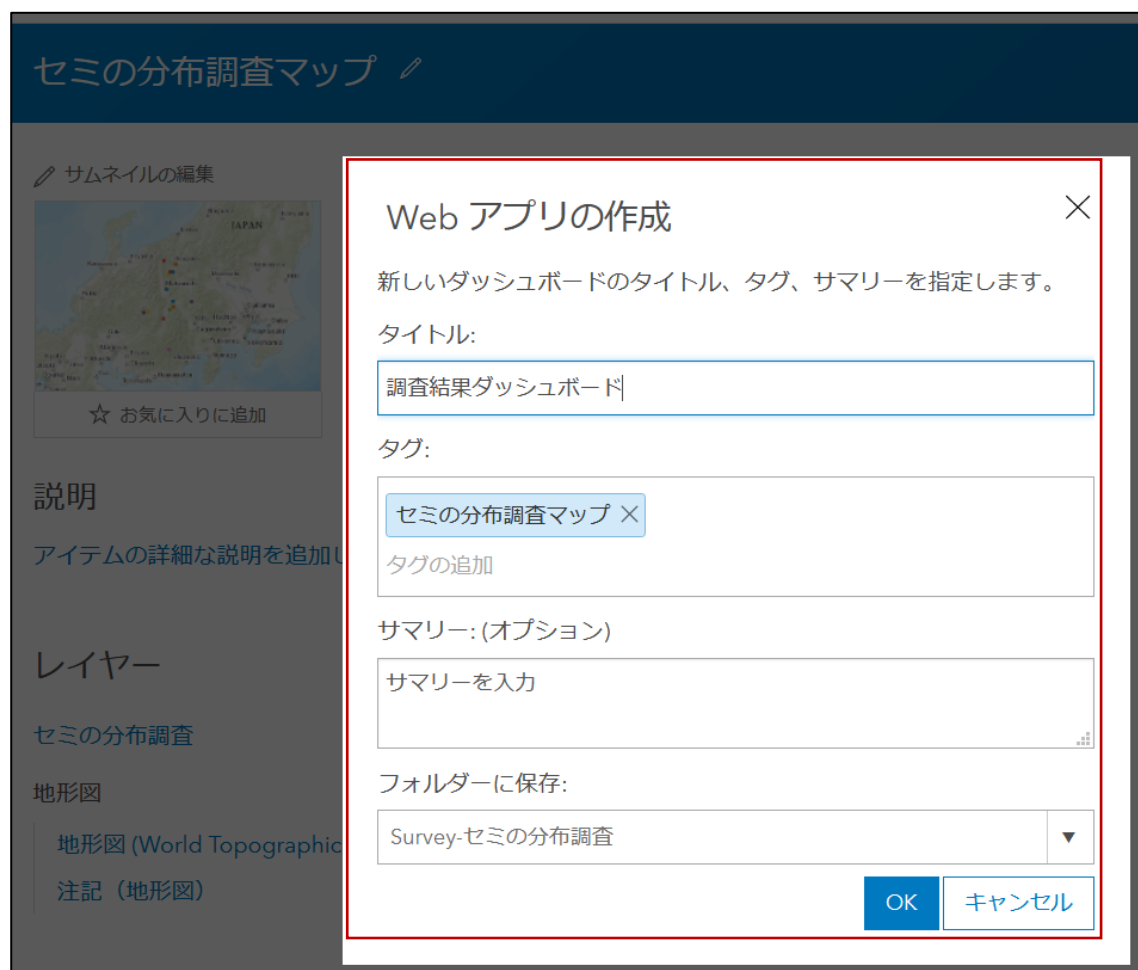 セミの分布調査マップ
サムネイルの編集
JAPAN
お気に入りに追加
説明
アイテムの詳細な説明を追加し
レイヤー
セミの分布調査
地形図
地形図 (World Topographic
注記（地形図）
Web アプリの作成
新しいダッシュボードのタイトル、タグ、サマリーを指定します。
タイトル:
調査結果ダッシュボード
タグ:
セミの分布調査マップ
タグの追加
サマリー: (オプション)
サマリーを入力
フォルダーに保存:
Survey-セミの分布調査
OK キャンセル